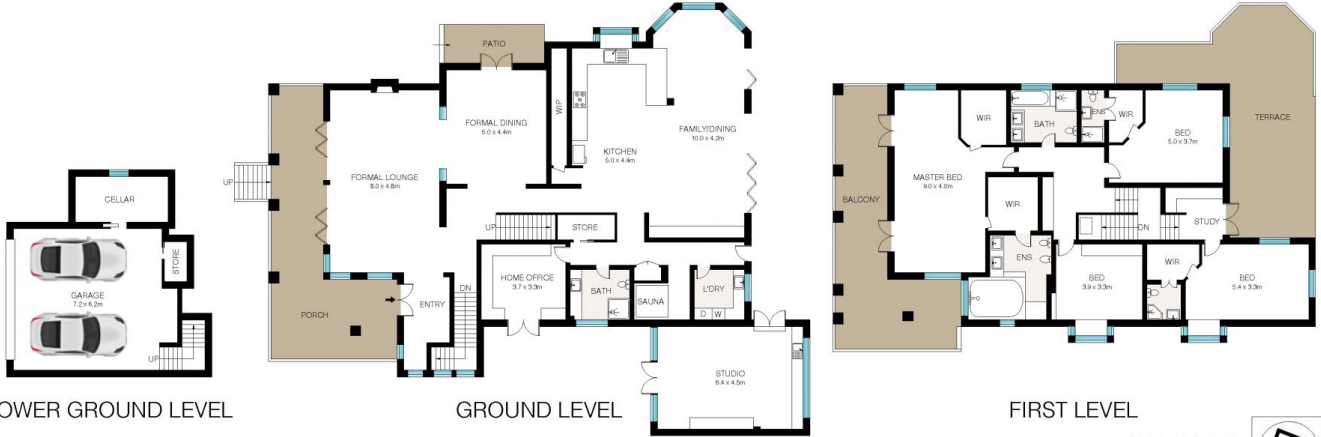 CELLAR
STORE
GARAGE
7.2 x 8.2m
UP
OWER GROUND LEVEL
PATIO
FORMAL DINING
5.0 x 4.4m
WIP
FAMILY/DINING
10.0 x 4.2m
KITCHEN
5.0 x 4.4m
FORMAL LOUNGE
8.0 x 4.8m
UP
UP
STORE
HOME OFFICE
3.7 x 3.3m
BATH
SAUNA
L'DRY
D W
DN
ENTRY
PORCH
STUDIO
6.4 x 4.5m
GROUND LEVEL
WIR
BATH
ENS
WIR
BED
5.0 x 3.7m
TERRACE
MASTER BED
9.0 x 4.0m
BALCONY
WIR
STUDY
DN
ENS
BED
3.9 x 3.3m
WIR
BED
5.4 x 3.3m
FIRST LEVEL